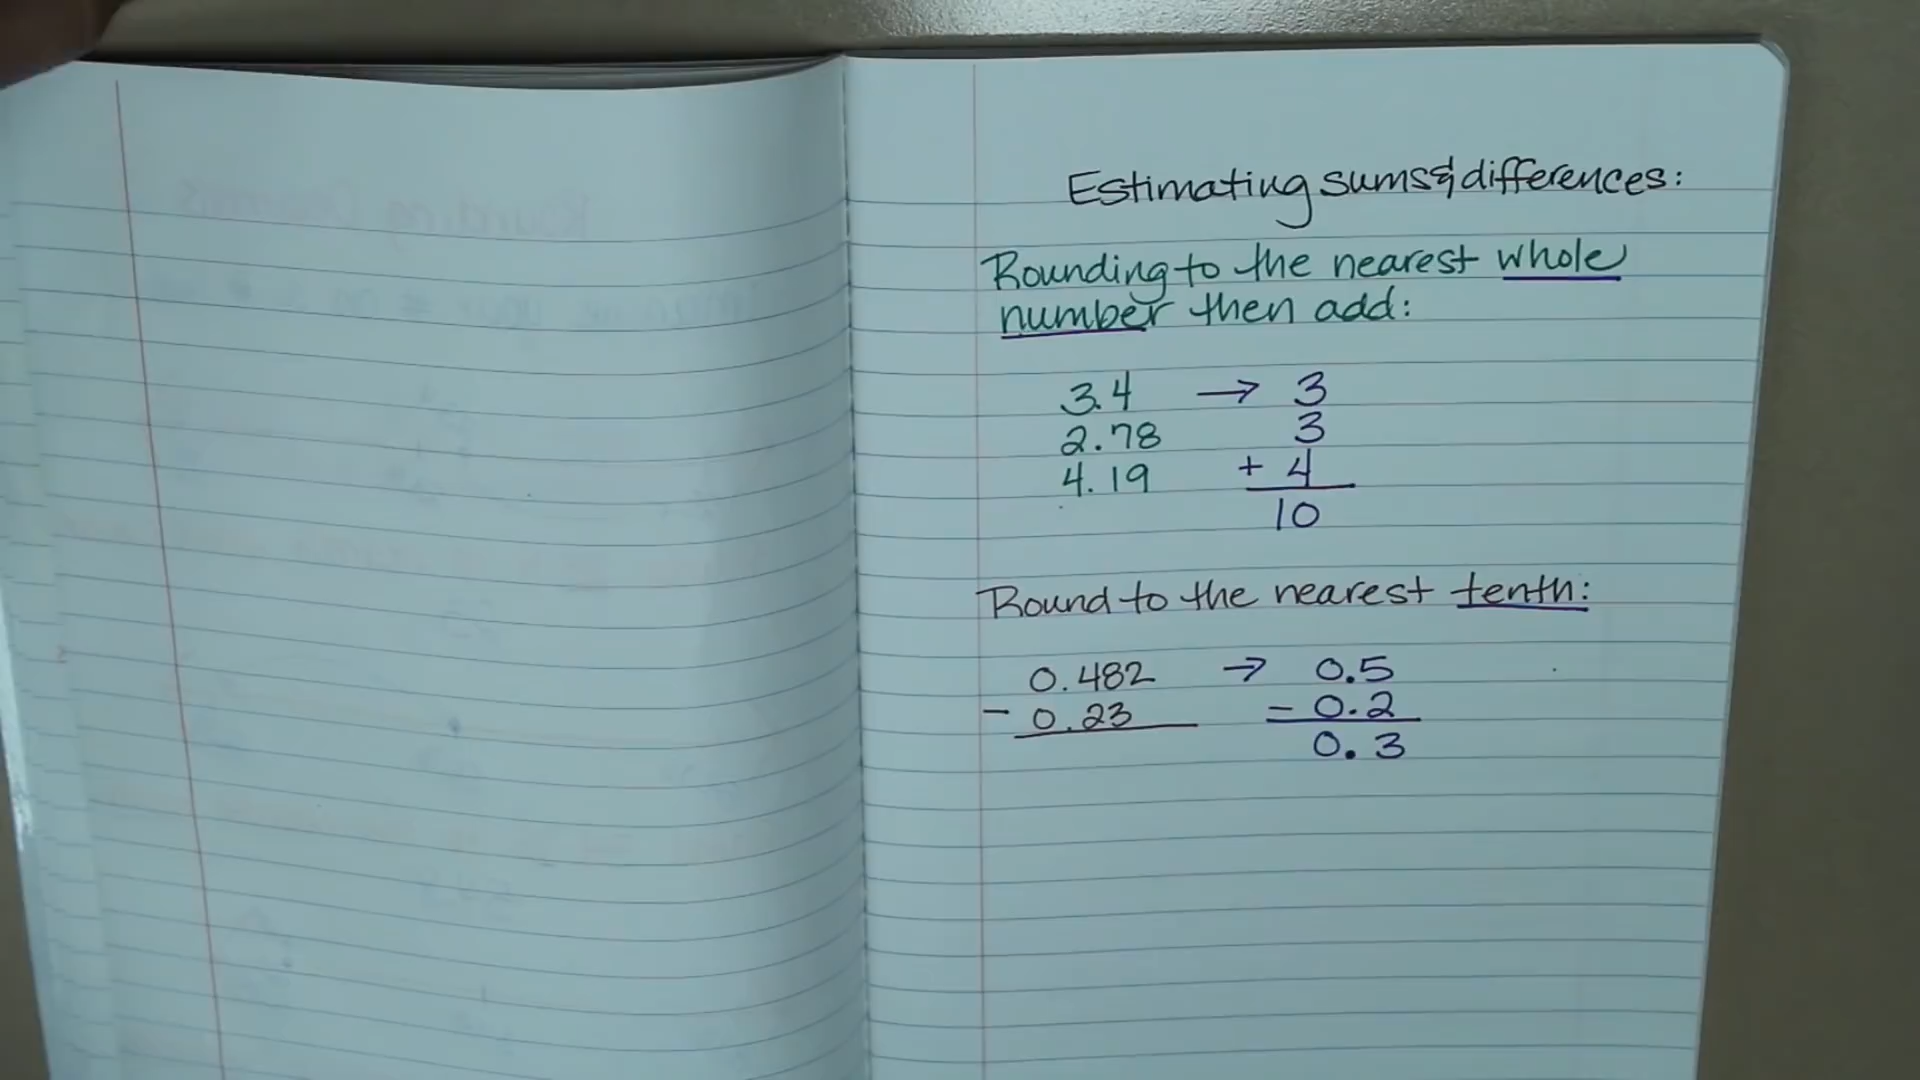 Estimating sums & differences:
Rounding to the nearest whole
number then add:
3.4 → 3
2.78 3
4.19 + 4
10
Round to the nearest tenth:
0.482 → 0.5
- 0.23 - 0.2
0.3